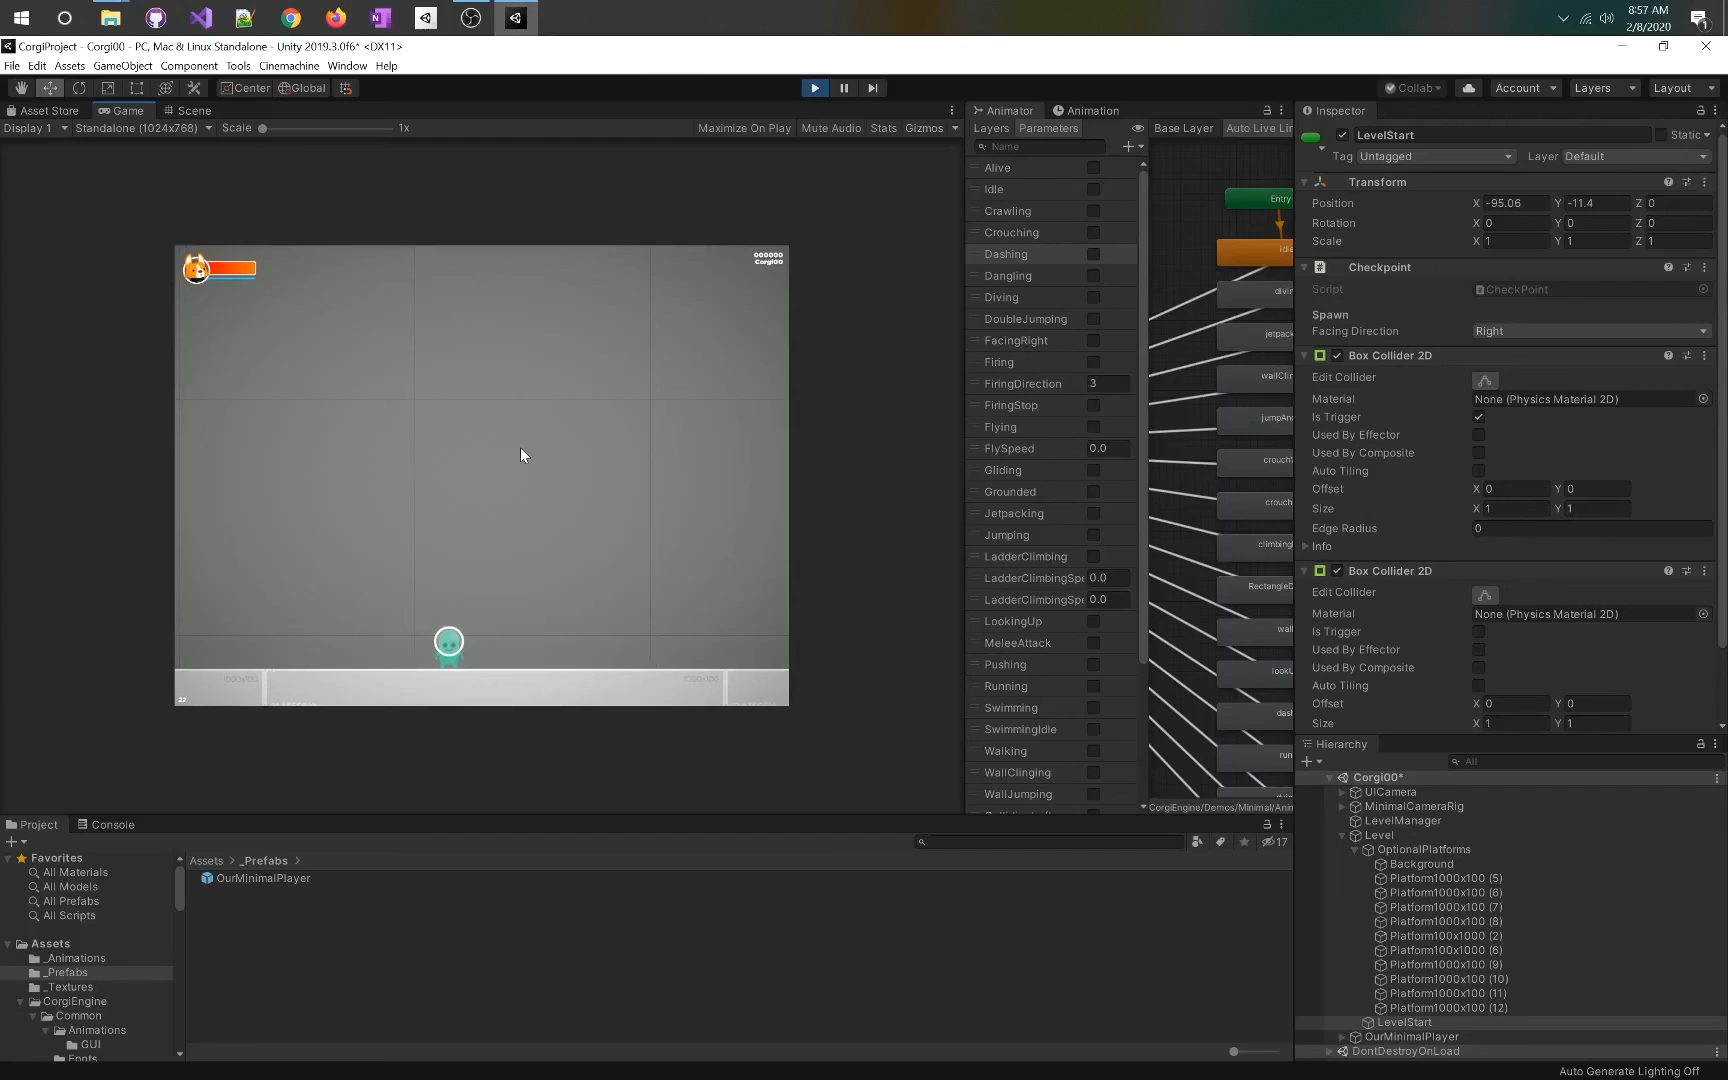 8:57 AM
2/8/2020
1
CorgiProject - Corgi00 - PC, Mac & Linux Standalone - Unity 2019.3.0f6* <DX11>
File Edit Assets GameObject Component Tools Cinemachine Window Help
Center Global
Collab Account Layers Layout
Asset Store Game Scene
Animator Animation
Inspector
Display 1 Standalone (1024x768) Scale 1x Maximize On Play Mute Audio Stats Gizmos
Layers Parameters Base Layer Auto Live Lin
Name
LevelStart Static
Tag Untagged Layer Default
Alive
Idle
Crawling
Crouching
Dashing
Dangling
Diving
DoubleJumping
FacingRight
Firing
FiringDirection 3
FiringStop
Flying
FlySpeed 0.0
Gliding
Grounded
Jetpacking
Jumping
LadderClimbing
LadderClimbingSpe 0.0
LadderClimbingSpe 0.0
LookingUp
MeleeAttack
Pushing
Running
Swimming
SwimmingIdle
Walking
WallClinging
WallJumping
Entry
idle
divin
jetpack
wallClin
jumpAn
crouchW
crouch
climbing
RectangleD
wall
lookU
das
run
CorgiEngine/Demos/Minimal/Anin
Transform
Position X -95.06 Y -11.4 Z 0
Rotation X 0 Y 0 Z 0
Scale X 1 Y 1 Z 1
Checkpoint
Script CheckPoint
Spawn
Facing Direction Right
Box Collider 2D
Edit Collider
Material None (Physics Material 2D)
Is Trigger
Used By Effector
Used By Composite
Auto Tiling
Offset X 0 Y 0
Size X 1 Y 1
Edge Radius 0
Info
Box Collider 2D
Edit Collider
Material None (Physics Material 2D)
Is Trigger
Used By Effector
Used By Composite
Auto Tiling
Offset X 0 Y 0
Size X 1 Y 1
000000
Corgi00
27
Hierarchy
All
Corgi00*
UICamera
MinimalCameraRig
LevelManager
Level
OptionalPlatforms
Background
Platform1000x100 (5)
Platform1000x100 (6)
Platform1000x100 (7)
Platform1000x100 (8)
Platform100x1000 (2)
Platform100x1000 (6)
Platform1000x100 (9)
Platform1000x100 (10)
Platform1000x100 (11)
Platform1000x100 (12)
LevelStart
OurMinimalPlayer
DontDestroyOnLoad
Project Console
17
Favorites
All Materials
All Models
All Prefabs
All Scripts
Assets
_Animations
_Prefabs
_Textures
CorgiEngine
Common
Animations
GUI
Fonts
Assets > _Prefabs >
OurMinimalPlayer
Auto Generate Lighting Off